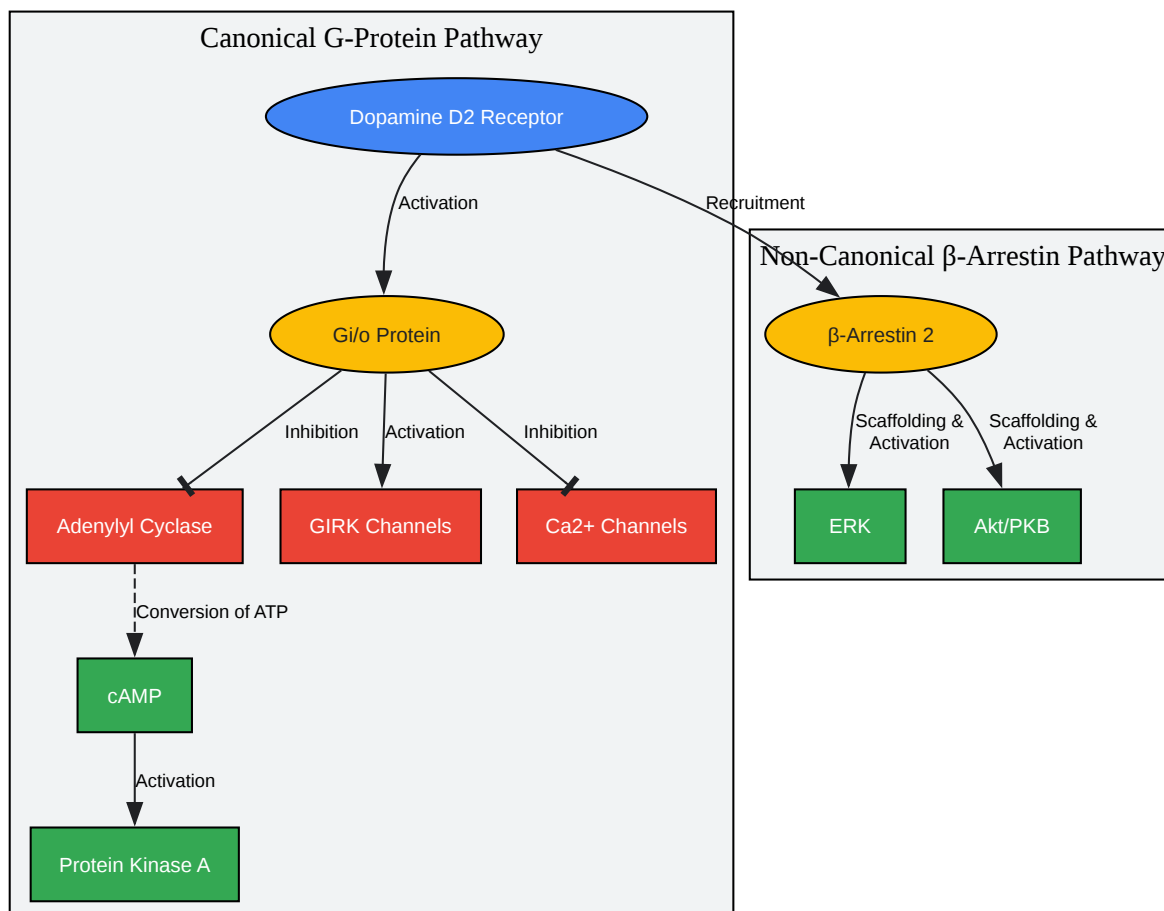 Canonical G-Protein Pathway
Dopamine D2 Receptor
Activation
Recruitment
Non-Canonical β-Arrestin Pathway
Gi/o Protein
β-Arrestin 2
Inhibition
Activation
Inhibition
Scaffolding &
Activation
Scaffolding &
Activation
Adenylyl Cyclase
GIRK Channels
Ca2+ Channels
ERK
Akt/PKB
Conversion of ATP
cAMP
Activation
Protein Kinase A